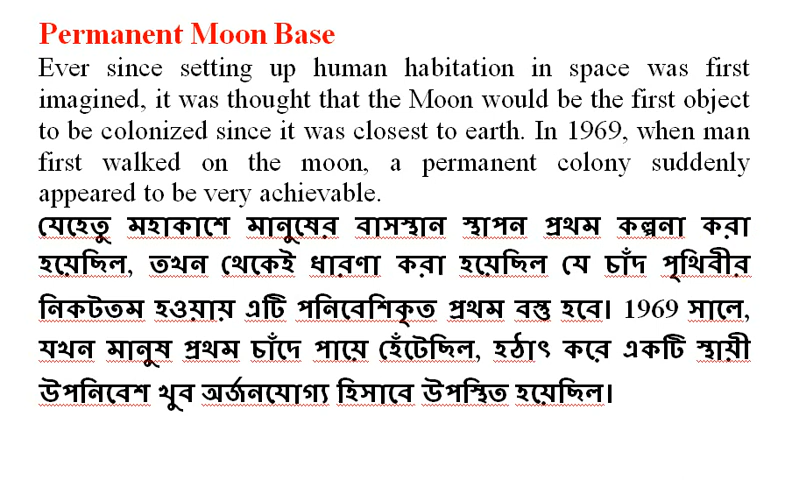 Permanent Moon Base
Ever since setting up human habitation in space was first
imagined, it was thought that the Moon would be the first object
to be colonized since it was closest to earth. In 1969, when man
first walked on the moon, a permanent colony suddenly
appeared to be very achievable.
যেহেতু মহাকাশে মানুষের বাসস্থান স্থাপন প্রথম কল্পনা করা
হয়েছিল, তখন থেকেই ধারণা করা হয়েছিল যে চাঁদ পৃথিবীর
নিকটতম হওয়ায় এটি পনিবেশিকৃত প্রথম বস্তু হবে। 1969 সালে,
যখন মানুষ প্রথম চাঁদে পায়ে হেঁটেছিল, হঠাৎ করে একটি স্থায়ী
উপনিবেশ খুব অর্জনযোগ্য হিসাবে উপস্থিত হয়েছিল।